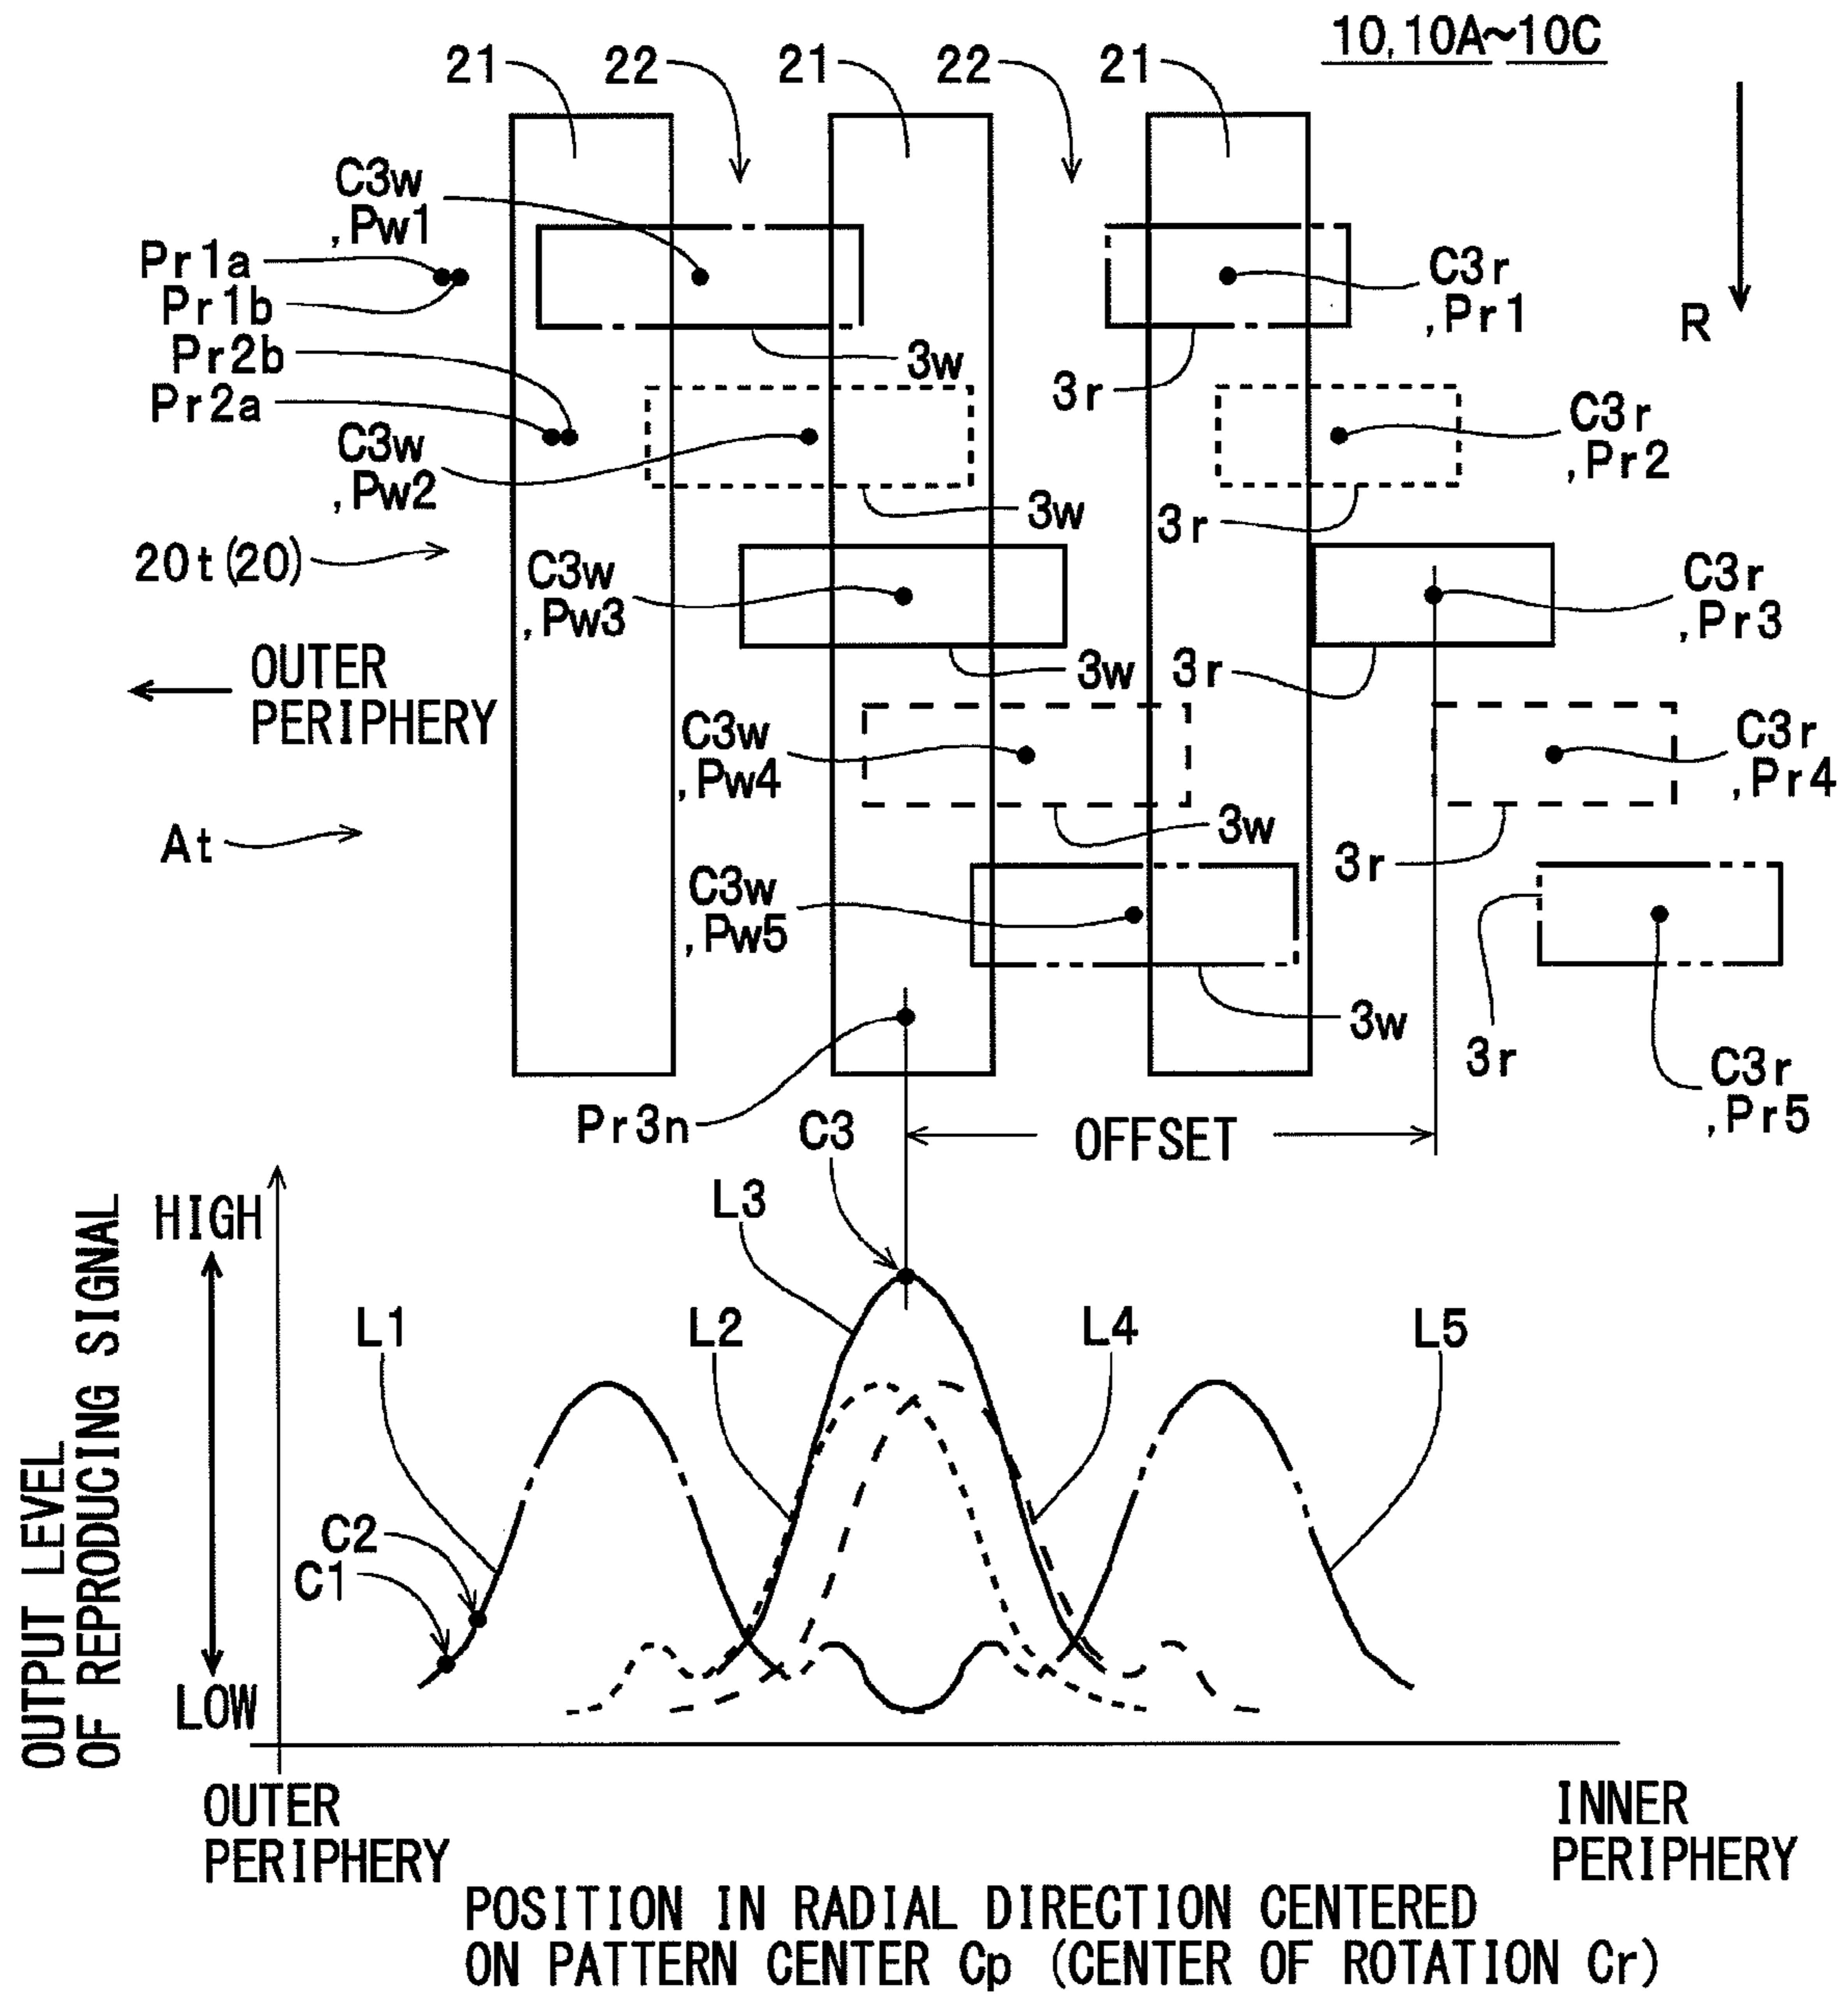 10,10A~10C
21
22
21
22
21
C3w
,Pw1
Pr1a
Pr1b
Pr2b
Pr2a
C3w
,Pw2
3w
3r
C3r
,Pr1
R
C3r
,Pr2
3w
3r
20t(20)
C3w
,Pw3
C3r
,Pr3
OUTER
PERIPHERY
3w
3r
C3w
,Pw4
C3r
,Pr4
At
3w
3r
C3w
,Pw5
3w
3r
C3r
,Pr5
Pr3n
C3
OFFSET
HIGH
L3
L1
L2
L4
L5
C2
C1
LOW
OUTPUT LEVEL
OF REPRODUCING SIGNAL
OUTER
PERIPHERY
INNER
PERIPHERY
POSITION IN RADIAL DIRECTION CENTERED
ON PATTERN CENTER Cp (CENTER OF ROTATION Cr)